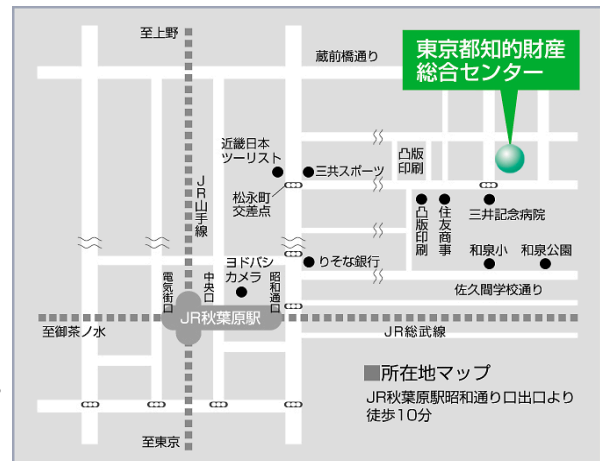 至上野
蔵前橋通り
東京都知的財産
総合センター
近畿日本
ツーリスト
三共スポーツ
凸版
印刷
JR山手線
松永町
交差点
凸版印刷
住友商事
三井記念病院
ヨドバシ
カメラ
りそな銀行
和泉小
和泉公園
電気街口
中央口
昭和通口
佐久間学校通り
JR秋葉原駅
至御茶ノ水
JR総武線
■所在地マップ
JR秋葉原駅昭和通り口出口より
徒歩10分
至東京